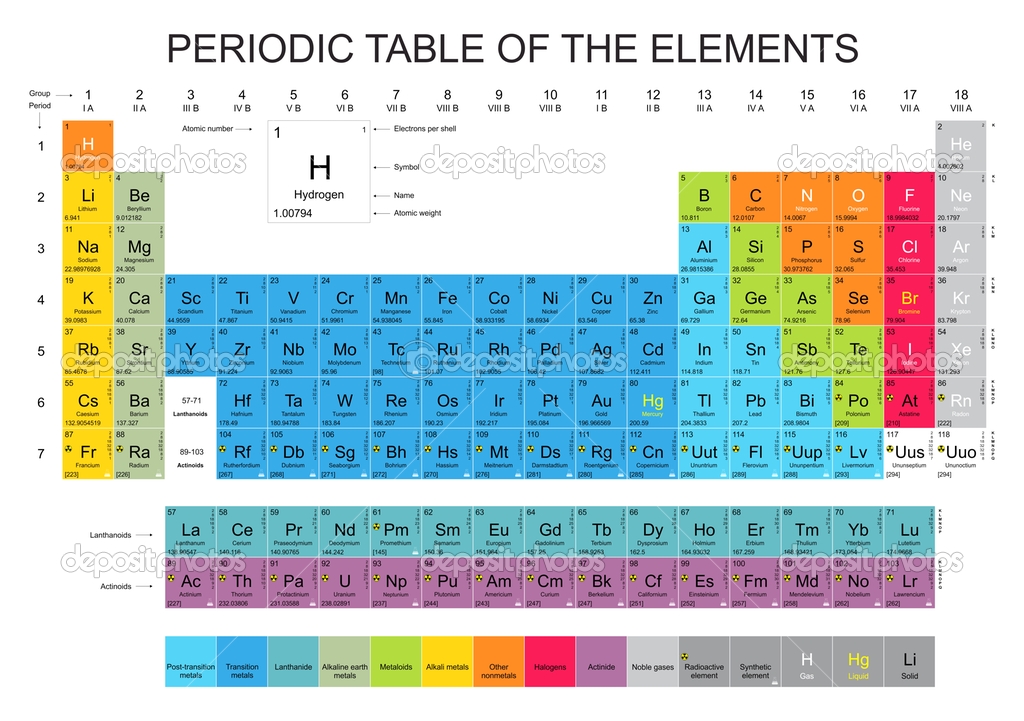 PERIODIC TABLE OF THE ELEMENTS
Group 1 2 3 4 5 6 7 8 9 10 11 12 13 14 15 16 17 18
Period I A II A III B IV B V B VI B VII B VIII B VIII B VIII B I B II B III A IV A V A VI A VII A VIII A
Atomic number 1 1 Electrons per shell
H Symbol
Hydrogen Name
1.00794 Atomic weight
1 2
1 H He
4.002602
3 4 5 6 7 8 9 10
2 Li Be B C N O F Ne
Lithium Beryllium Boron Carbon Nitrogen Oxygen Fluorine Neon
6.941 9.012182 10.811 12.0107 14.0067 15.9994 18.9984032 20.1797
11 12 13 14 15 16 17 18
3 Na Mg Al Si P S Cl Ar
Sodium Magnesium Aluminium Silicon Phosphorus Sulfur Chlorine Argon
22.98976928 24.305 26.9815386 28.0855 30.973762 32.065 35.453 39.948
19 20 21 22 23 24 25 26 27 28 29 30 31 32 33 34 35 36
4 K Ca Sc Ti V Cr Mn Fe Co Ni Cu Zn Ga Ge As Se Br Kr
Potassium Calcium Scandium Titanium Vanadium Chromium Manganese Iron Cobalt Nickel Copper Zinc Gallium Germanium Arsenic Selenium Bromine Krypton
39.0983 40.078 44.9559 47.867 50.9415 51.9961 54.938045 55.845 58.933195 58.6934 63.546 65.38 69.729 72.64 74.9216 78.96 79.904 83.798
37 38 39 40 41 42 43 44 45 46 47 48 49 50 51 52 53 54
5 Rb Sr Y Zr Nb Mo Tc Ru Rh Pd Ag Cd In Sn Sb Te I Xe
85.4678 87.62 88.90585 91.224 92.9063 95.96 [98] 101.07 102.9055 106.42 107.8682 112.411 114.818 118.71 121.76 127.6 126.90447 131.293
55 56 72 73 74 75 76 77 78 79 80 81 82 83 84 85 86
6 Cs Ba 57-71 Hf Ta W Re Os Ir Pt Au Hg Tl Pb Bi Po At Rn
Caesium Barium Lanthanoids Hafnium Tantalum Tungsten Rhenium Osmium Iridium Platinum Gold Mercury Thallium Lead Bismuth Polonium Astatine Radon
132.9054519 137.327 178.49 180.94788 183.84 186.207 190.23 192.217 195.084 196.966569 200.59 204.3833 207.2 208.9804 [209] [210] [222]
87 88 104 105 106 107 108 109 110 111 112 113 114 115 116 117 118
7 Fr Ra 89-103 Rf Db Sg Bh Hs Mt Ds Rg Cn Uut Fl Uup Lv Uus Uuo
Francium Radium Actinoids Rutherfordium Dubnium Seaborgium Bohrium Hassium Meitnerium Darmstadtium Roentgenium Copernicium Ununtrium Flerovium Ununpentium Livermorium Ununseptium Ununoctium
[223] [226] [267] [268] [271] [272] [270] [276] [281] [280] [285] [286] [288] [288] [293] [294] [294]
57 58 59 60 61 62 63 64 65 66 67 68 69 70 71
Lanthanoids La Ce Pr Nd Pm Sm Eu Gd Tb Dy Ho Er Tm Yb Lu
Lanthanum Cerium Praseodymium Neodymium Promethium Samarium Europium Gadolinium Terbium Dysprosium Holmium Erbium Thulium Ytterbium Lutetium
138.90547 140.116 140.90765 144.242 [145] 150.36 151.964 157.25 158.9253 162.5 164.93032 167.259 168.93421 173.054 174.9668
89 90 91 92 93 94 95 96 97 98 99 100 101 102 103
Actinoids Ac Th Pa U Np Pu Am Cm Bk Cf Es Fm Md No Lr
Actinium Thorium Protactinium Uranium Neptunium Plutonium Americium Curium Berkelium Californium Einsteinium Fermium Mendelevium Nobelium Lawrencium
[227] 232.03806 231.03588 238.02891 [237] [244] [243] [247] [247] [251] [252] [257] [258] [262] [262]
Post-transition metals Transition metals Lanthanide Alkaline earth metals Metaloids Alkali metals Other nonmetals Halogens Actinide Noble gases Radioactive element Synthetic element H Gas Hg Liquid Li Solid
depositphotos depositphotos depositphotos
depositphotos depositphotos depositphotos
depositphotos depositphotos depositphotos